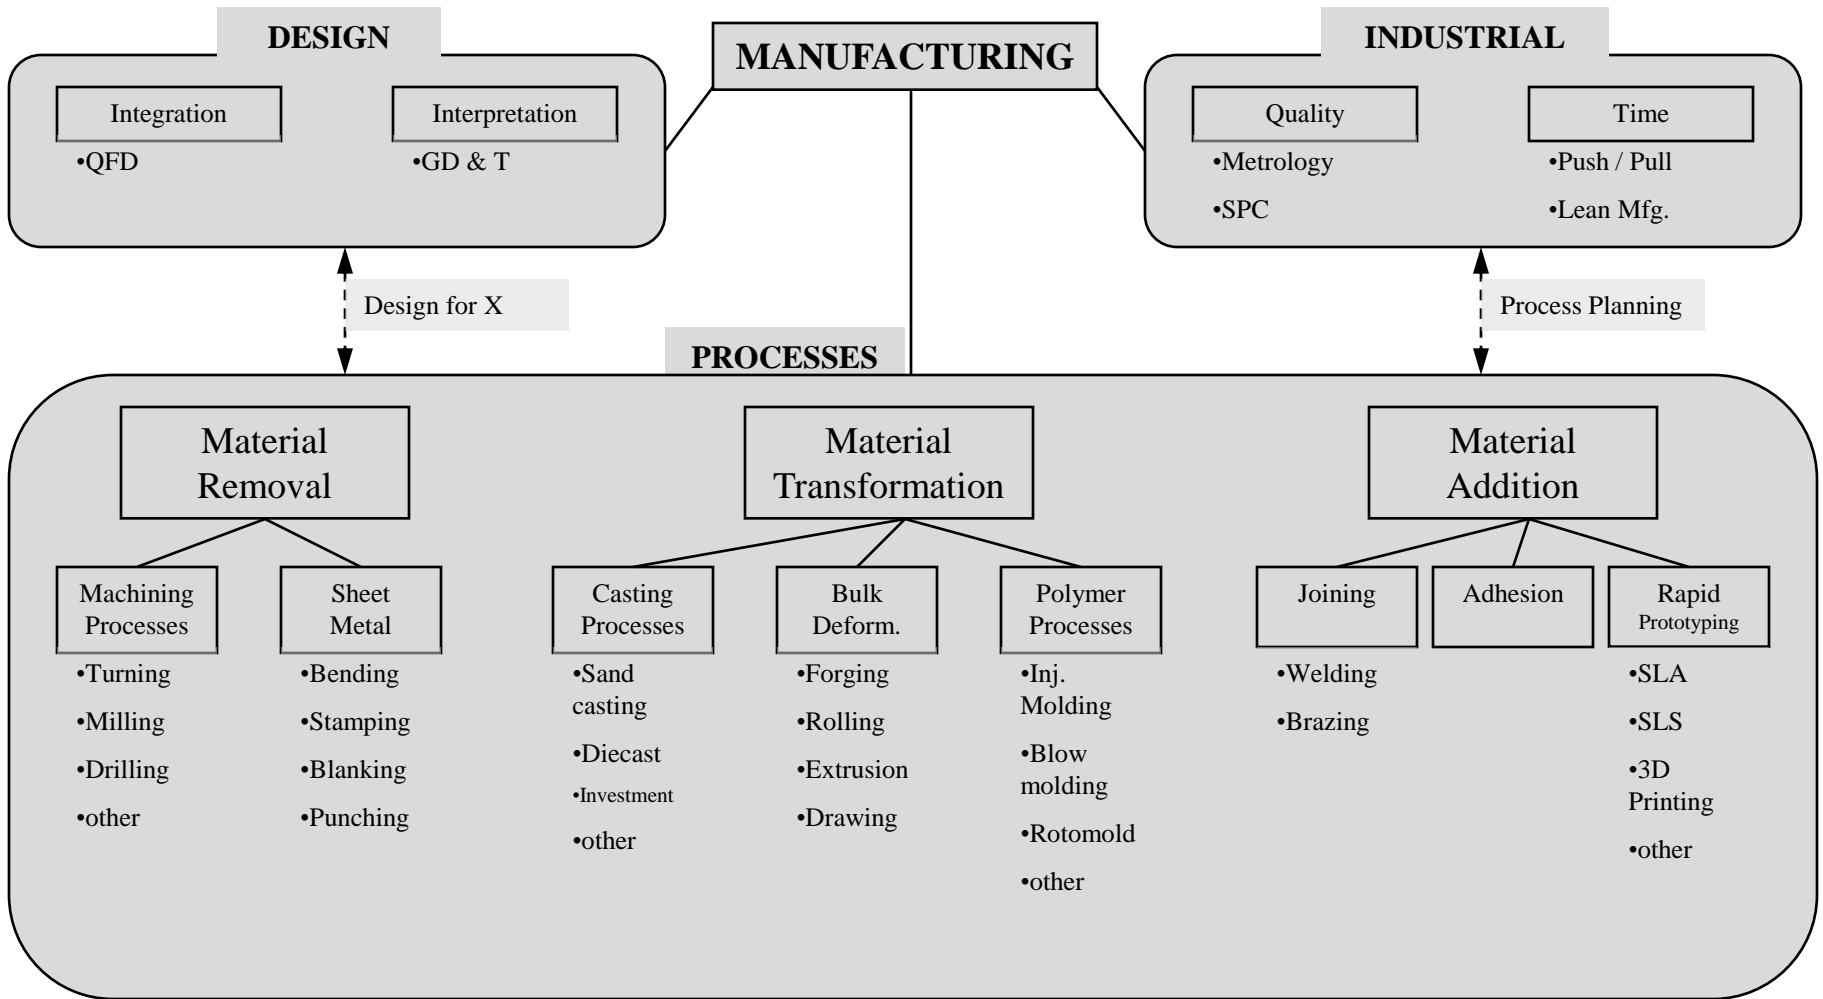 DESIGN
MANUFACTURING
INDUSTRIAL
Integration
•QFD
Interpretation
•GD & T
Quality
•Metrology
•SPC
Time
•Push / Pull
•Lean Mfg.
Design for X
Process Planning
PROCESSES
Material
Removal
Machining
Processes
•Turning
•Milling
•Drilling
•other
Sheet
Metal
•Bending
•Stamping
•Blanking
•Punching
Material
Transformation
Casting
Processes
•Sand
casting
•Diecast
•Investment
•other
Bulk
Deform.
•Forging
•Rolling
•Extrusion
•Drawing
Polymer
Processes
•Inj.
Molding
•Blow
molding
•Rotomold
•other
Material
Addition
Joining
•Welding
•Brazing
Adhesion
Rapid
Prototyping
•SLA
•SLS
•3D
Printing
•other